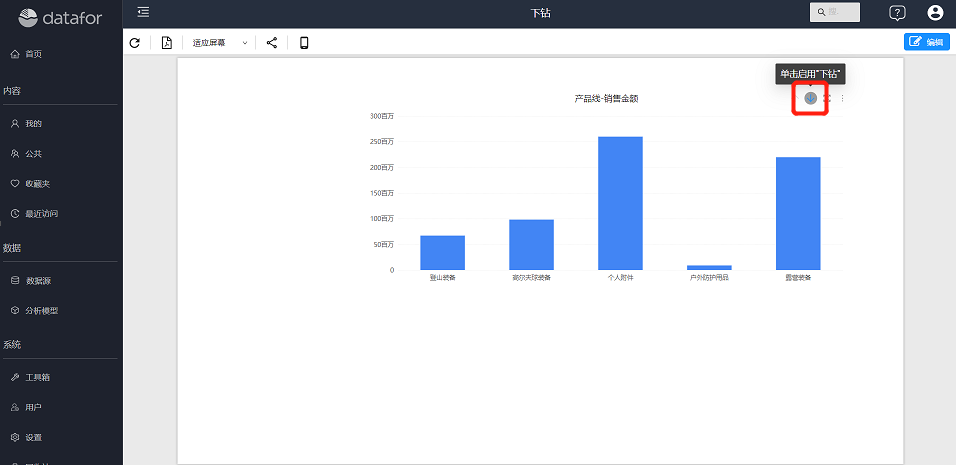 datafor
下钻
适应屏幕
编辑
首页
内容
我的
公共
收藏夹
最近访问
数据
数据源
分析模型
系统
工具箱
用户
设置
单击启用"下钻"
产品线-销售金额
300百万
250百万
200百万
150百万
100百万
50百万
0
登山装备
高尔夫球装备
个人附件
户外防护用品
露营装备